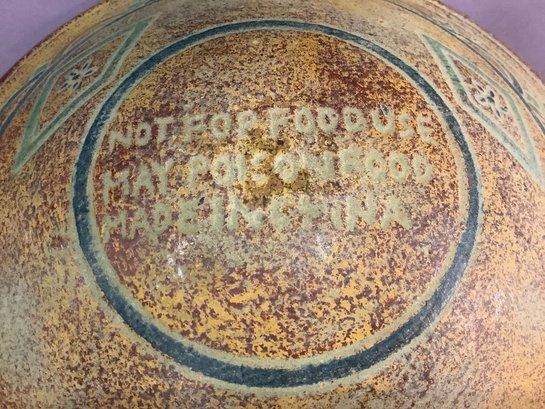 NOT FOR FOOD USE
MAY POISON FOOD
MADE IN CHINA